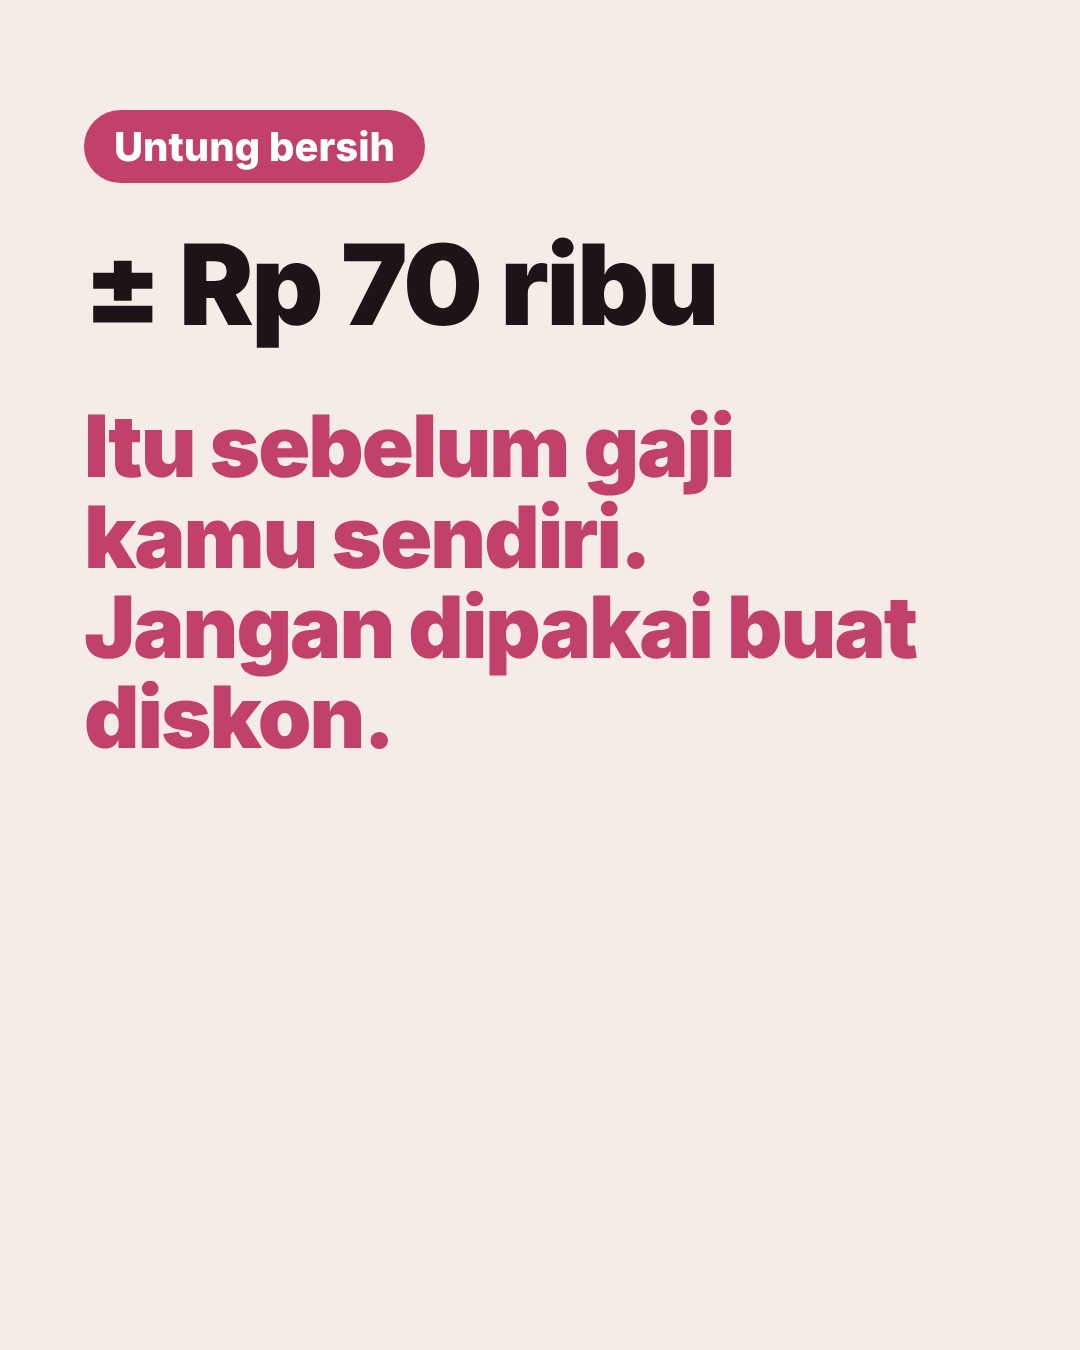 Untung bersih
± Rp 70 ribu
Itu sebelum gaji
kamu sendiri.
Jangan dipakai buat
diskon.